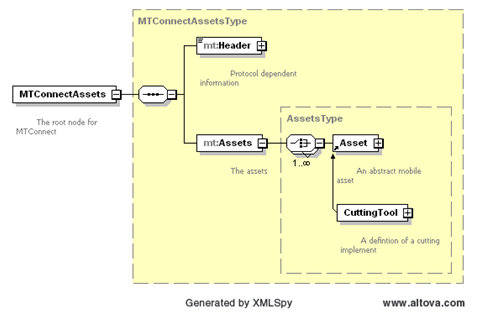 MTConnectAssetsType
mt:Header
Protocol dependent
information
MTConnectAssets
The root node for
MTConnect
AssetsType
mt:Assets
Asset
1..∞
The assets
An abstract mobile
asset
CuttingTool
A defintion of a cutting
implement
Generated by XMLSpy
www.altova.com